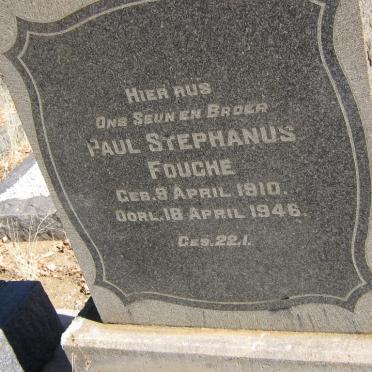 HIER RUS
ONS SEUN EN BROER
PAUL STEPHANUS
FOUCHE
GEB. 9 APRIL 1910.
OORL. 18 APRIL 1946.
GES. 22.1.